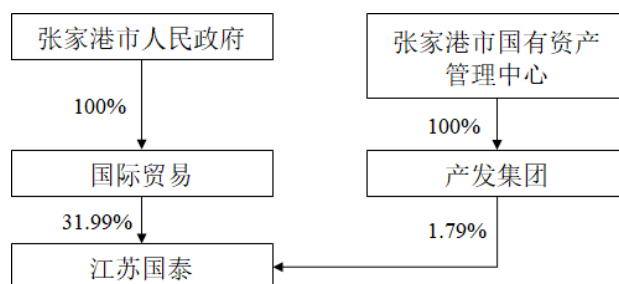 张家港市人民政府
张家港市国有资产
管理中心
100%
100%
国际贸易
产发集团
31.99%
1.79%
江苏国泰